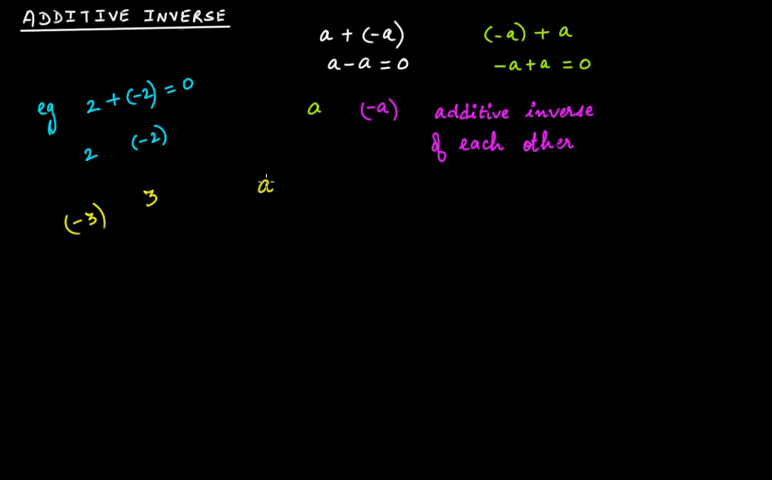 ADDITIVE INVERSE
a + (-a)
a - a = 0
(-a) + a
-a + a = 0
eg 2 + (-2) = 0
2 (-2)
a (-a) additive inverse
of each other
(-3) 3
a